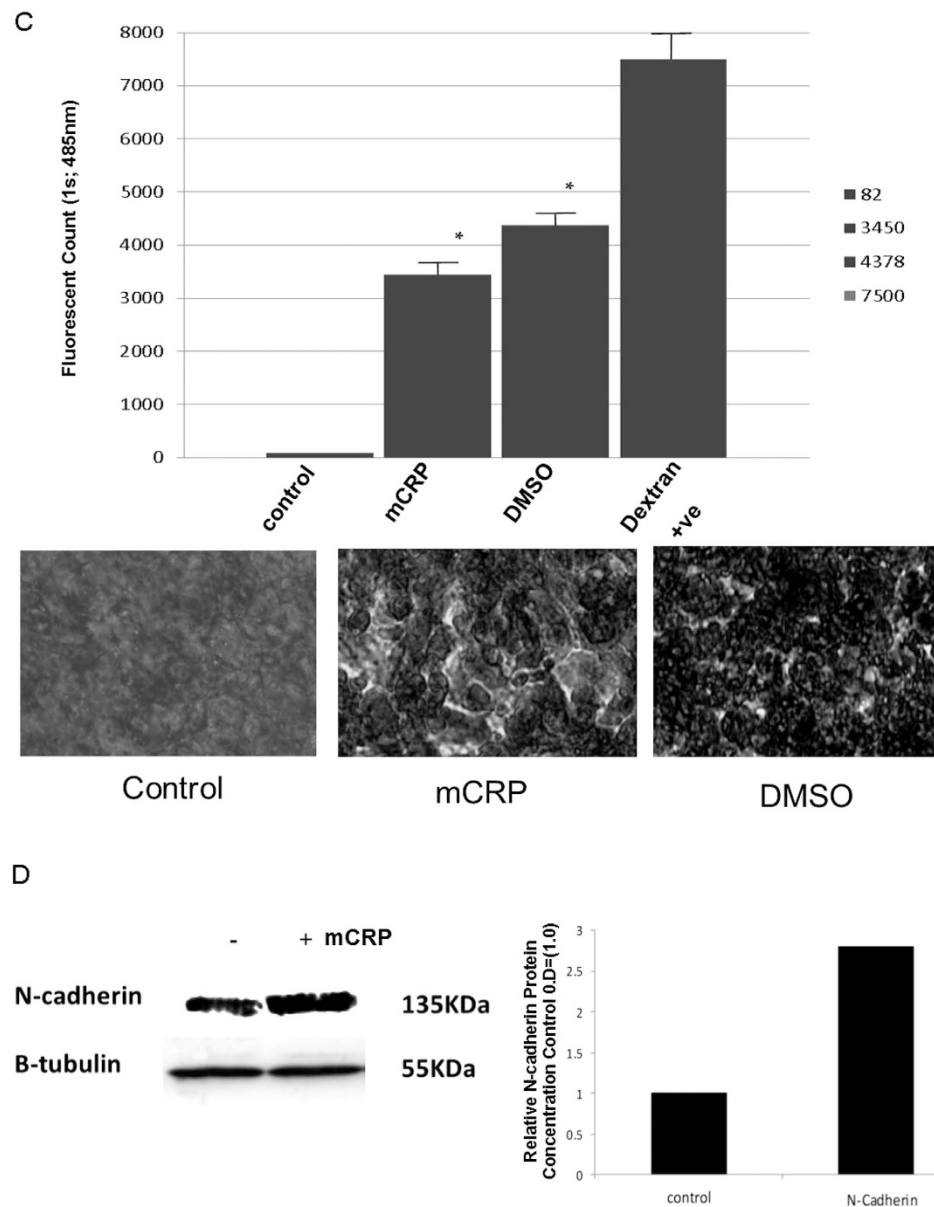 C
Fluorescent Count (1s; 485nm)
8000
7000
6000
5000
4000
3000
2000
1000
0
*
*
82
3450
4378
7500
control
mCRP
DMSO
Dextran
+ve
Control
mCRP
DMSO
D
- + mCRP
N-cadherin 135KDa
B-tubulin 55KDa
Relative N-cadherin Protein
Concentration Control 0.D=(1.0)
3
2.5
2
1.5
1
0.5
0
control
N-Cadherin